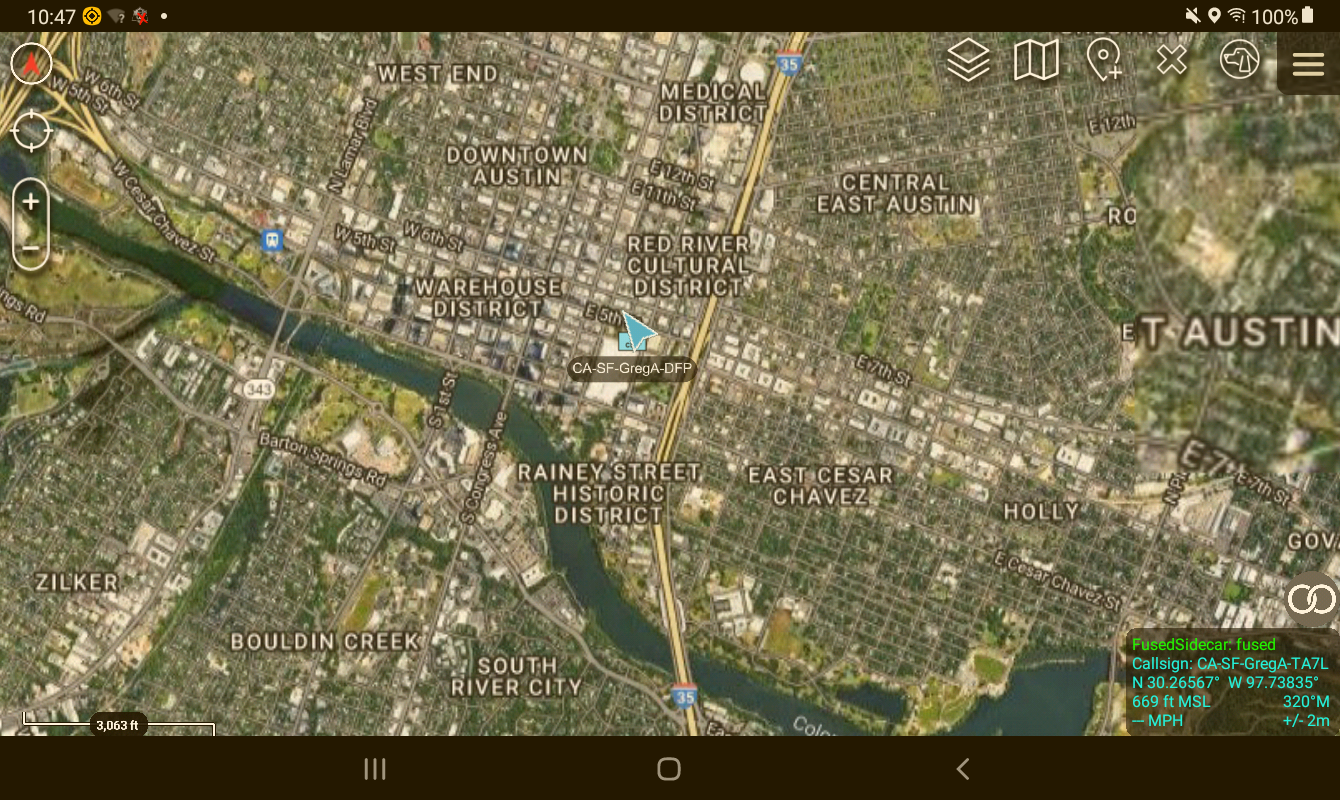 10:47
100%
WEST END
35
W 6th St
W 5th St
N Lamar Blvd
MEDICAL
DISTRICT
E 12th
DOWNTOWN
AUSTIN
E 12th St
E 11th St
CENTRAL
EAST AUSTIN
RO
W Cesar Chavez St
W 5th St
W 6th St
RED RIVER
CULTURAL
DISTRICT
WAREHOUSE
DISTRICT
E 5th
ngs Rd
CA-SF-GregA-DFP
E
T AUSTIN
343
S 1st St
S Congress Ave
Barton Springs Rd
E 7th St
RAINEY STREET
HISTORIC
DISTRICT
EAST CESAR
CHAVEZ
E 7
E 7th St
HOLLY
GOV
E Cesar Chavez St
ZILKER
BOULDIN CREEK
SOUTH
RIVER CITY
35
Colo
Ea
3,063 ft
FusedSidecar: fused
Callsign: CA-SF-GregA-TA7L
N 30.26567° W 97.73835°
669 ft MSL 320°M
--- MPH +/- 2m